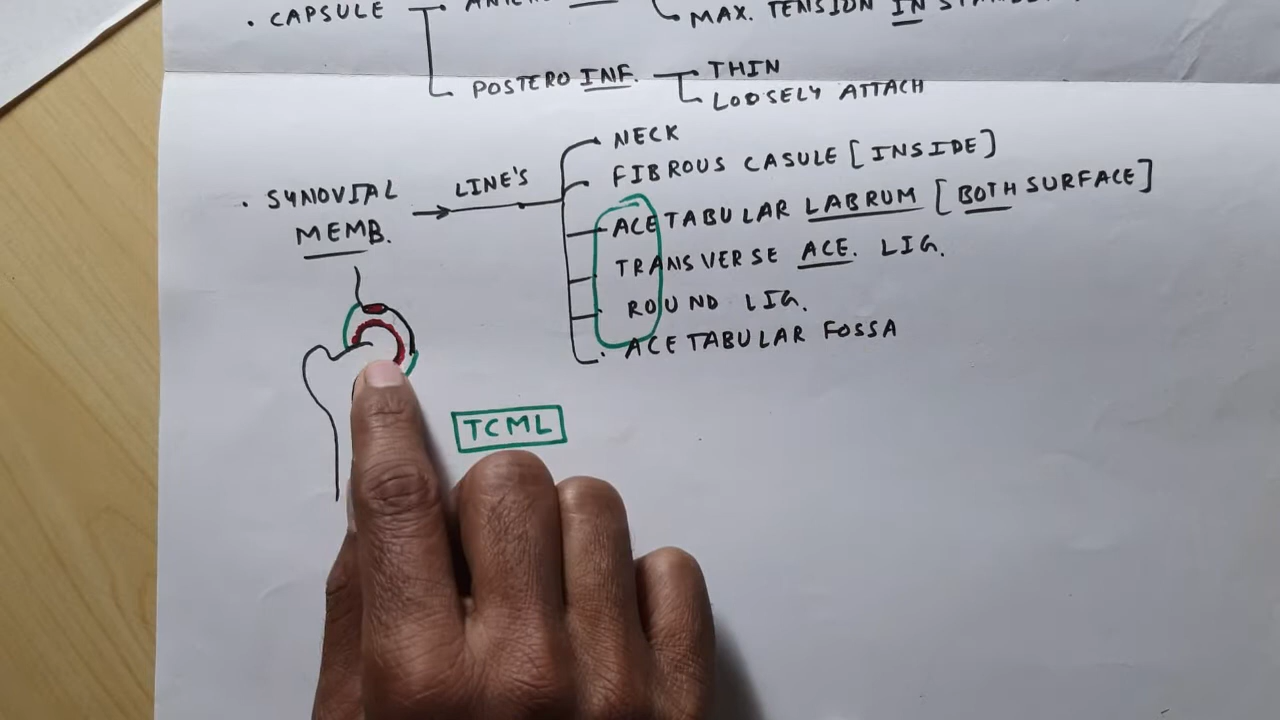 . CAPSULE
MAX. TENSION IN
POSTERO INF.
THIN
LOOSELY ATTACH
NECK
FIBROUS CASULE [INSIDE]
. SYNOVIAL MEMB.
LINE'S
ACETABULAR LABRUM [BOTH SURFACE]
TRANSVERSE ACE. LIG.
ROUND LIG.
ACETABULAR FOSSA
TCML